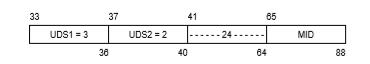 33 37 41 65
UDS1 = 3 UDS2 = 2 - - - - - - 24 - - - - - MID
36 40 64 88